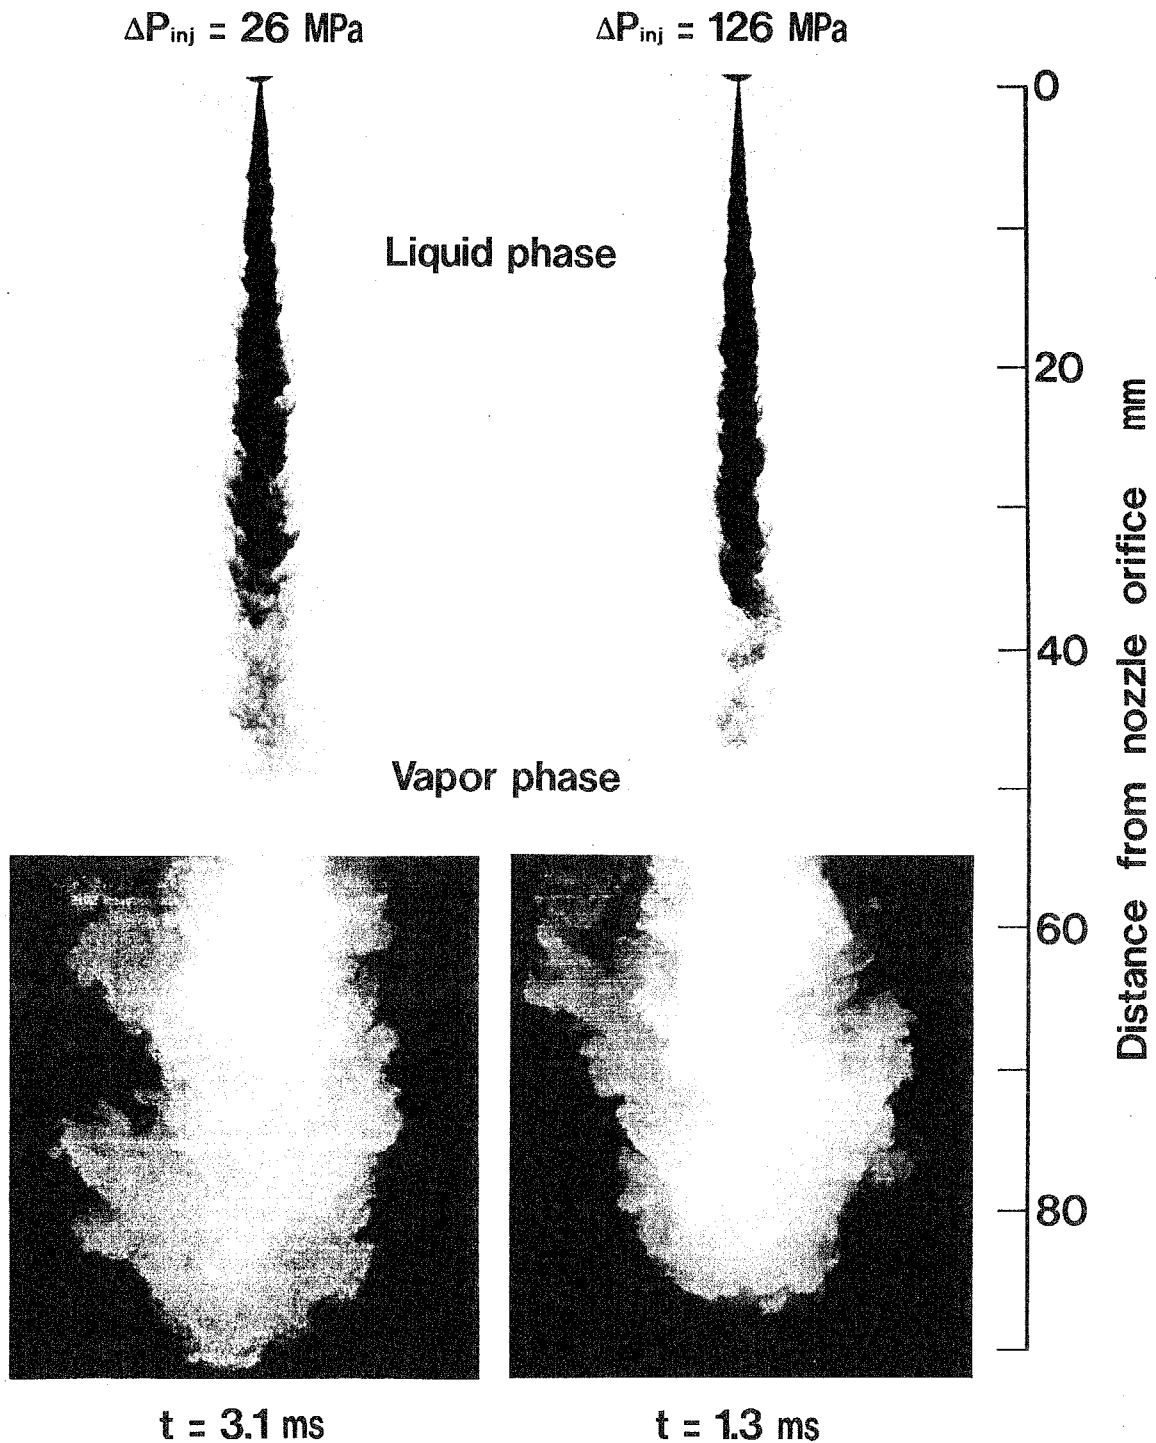 ΔPinj = 26 MPa
ΔPinj = 126 MPa
0
Liquid phase
20
40
Vapor phase
60
80
Distance from nozzle orifice mm
t = 3.1 ms
t = 1.3 ms